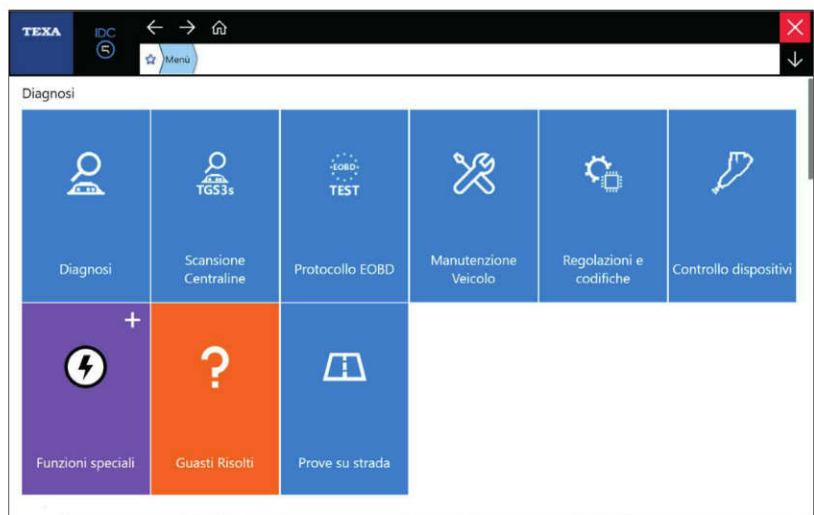 TEXA
IDC
5
Menù
Diagnosi
TGS3s
EOBD
TEST
Diagnosi
Scansione
Centraline
Protocollo EOBD
Manutenzione
Veicolo
Regolazioni e
codifiche
Controllo dispositivi
Funzioni speciali
Guasti Risolti
Prove su strada